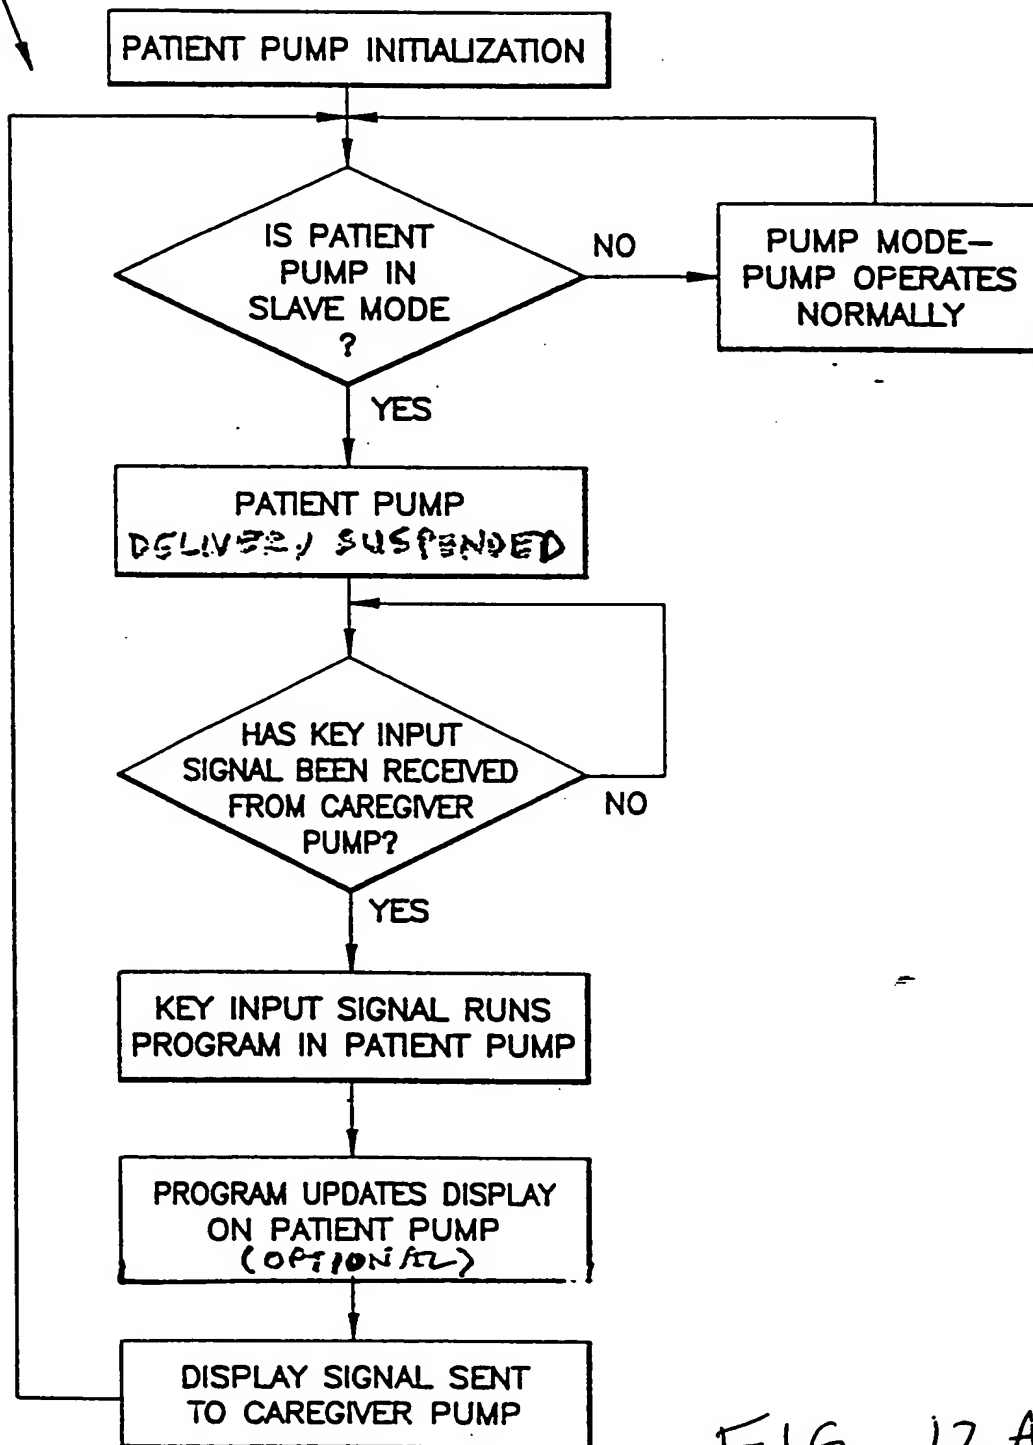 PATIENT PUMP INITIALIZATION
IS PATIENT
PUMP IN
SLAVE MODE
?
NO
PUMP MODE–
PUMP OPERATES
NORMALLY
YES
PATIENT PUMP
DELIVERY SUSPENDED
HAS KEY INPUT
SIGNAL BEEN RECEIVED
FROM CAREGIVER
PUMP?
NO
YES
KEY INPUT SIGNAL RUNS
PROGRAM IN PATIENT PUMP
PROGRAM UPDATES DISPLAY
ON PATIENT PUMP
(OPTIONAL)
DISPLAY SIGNAL SENT
TO CAREGIVER PUMP
FIG. 12A